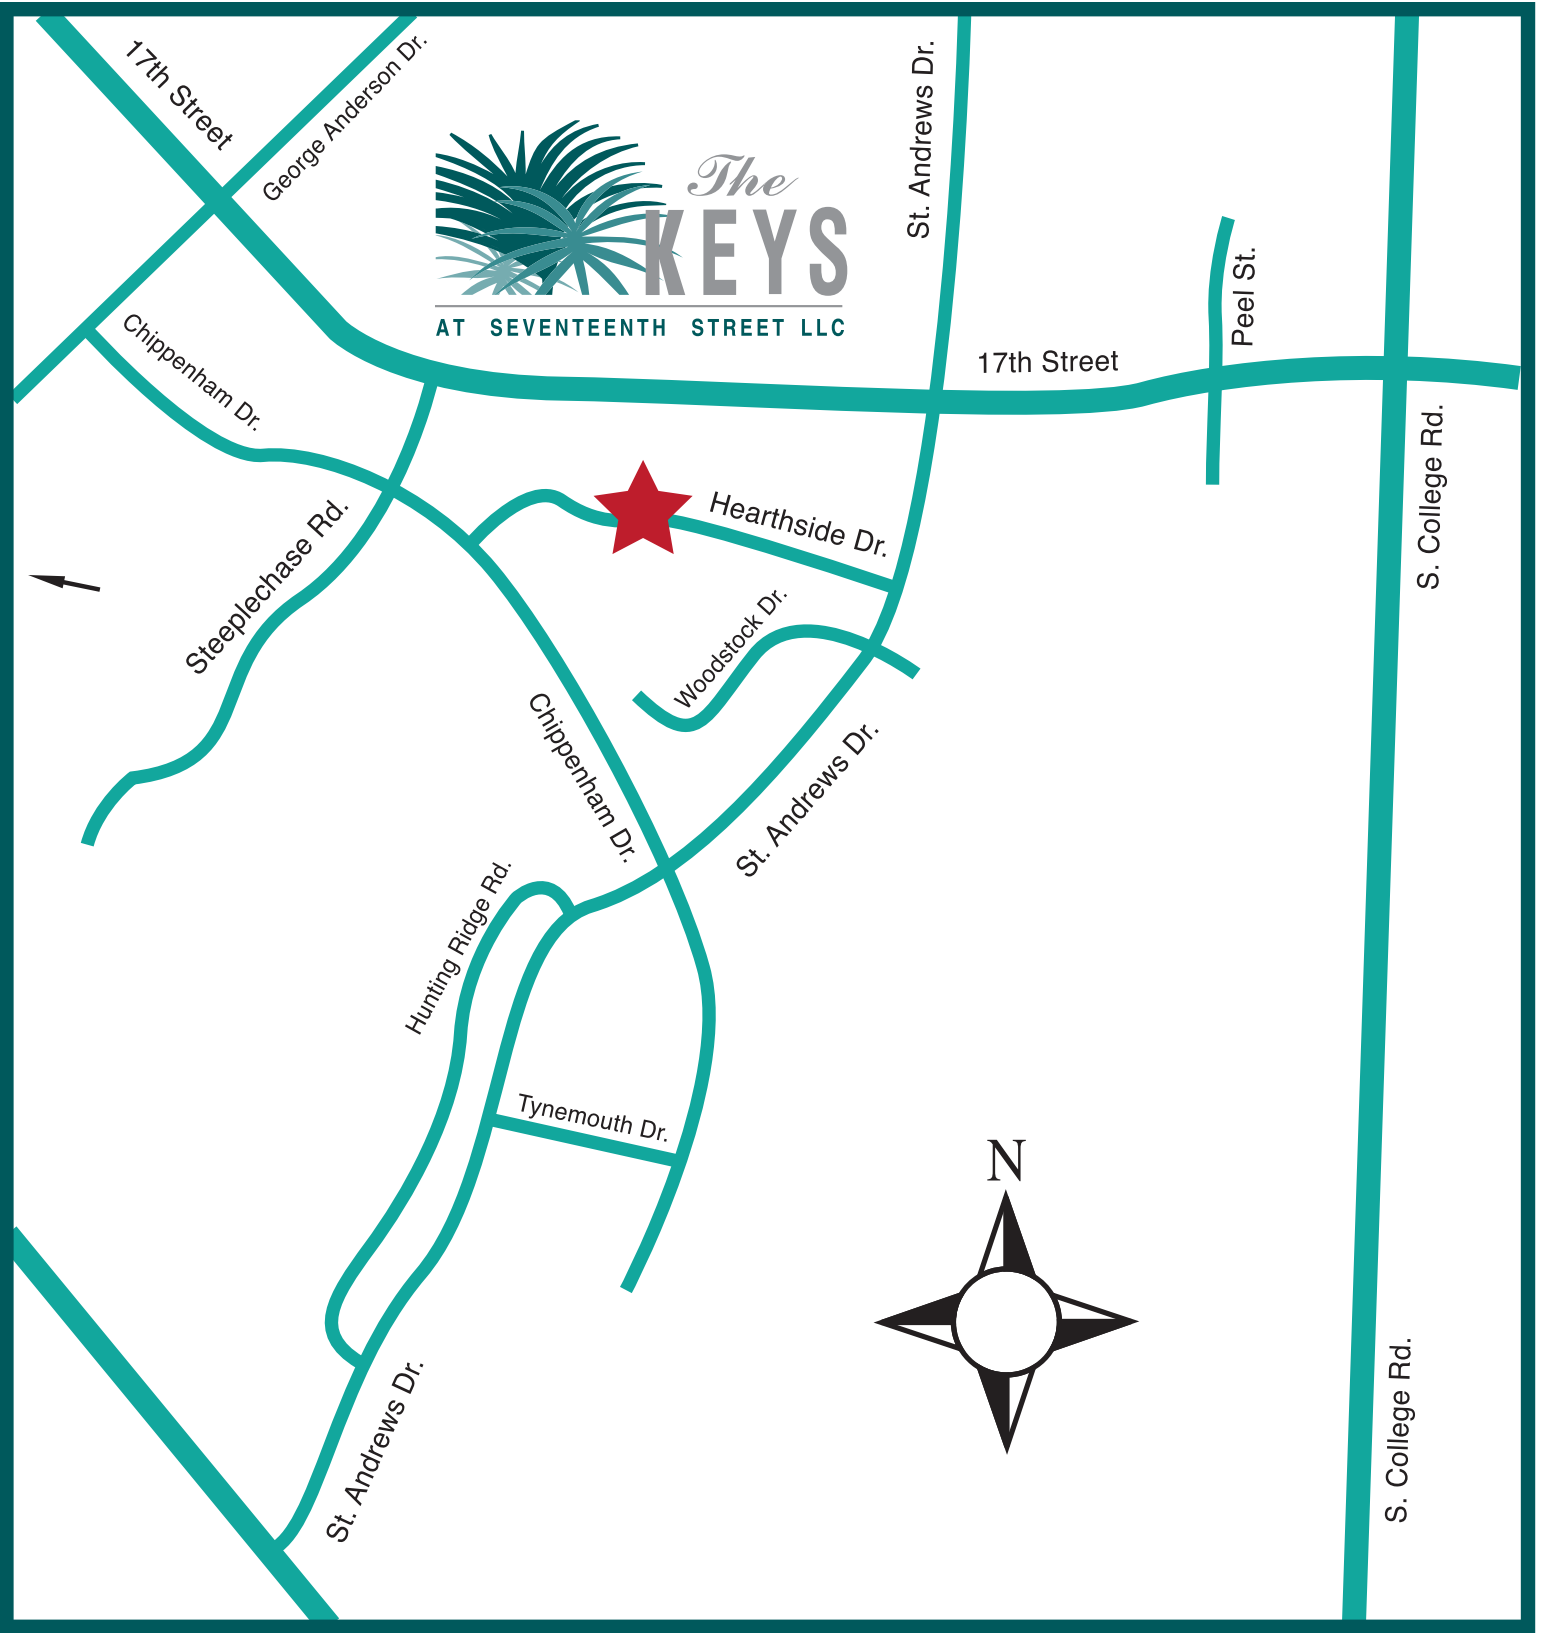 17th Street
George Anderson Dr.
St. Andrews Dr.
The
KEYS
AT SEVENTEENTH STREET LLC
Peel St.
Chippenham Dr.
17th Street
S. College Rd.
Hearthside Dr.
Steeplechase Rd.
Woodstock Dr.
Chippenham Dr.
St. Andrews Dr.
Hunting Ridge Rd.
Tynemouth Dr.
N
St. Andrews Dr.
S. College Rd.